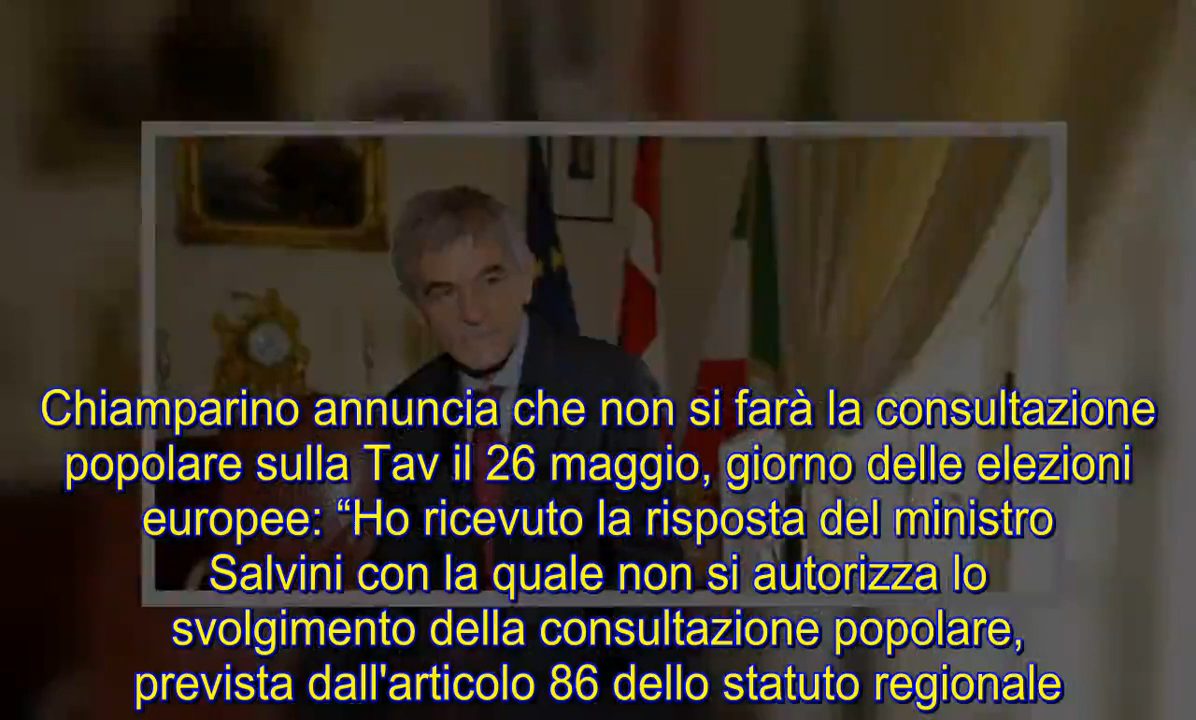 Chiamparino annuncia che non si farà la consultazione
popolare sulla Tav il 26 maggio, giorno delle elezioni
europee: “Ho ricevuto la risposta del ministro
Salvini con la quale non si autorizza lo
svolgimento della consultazione popolare,
prevista dall'articolo 86 dello statuto regionale